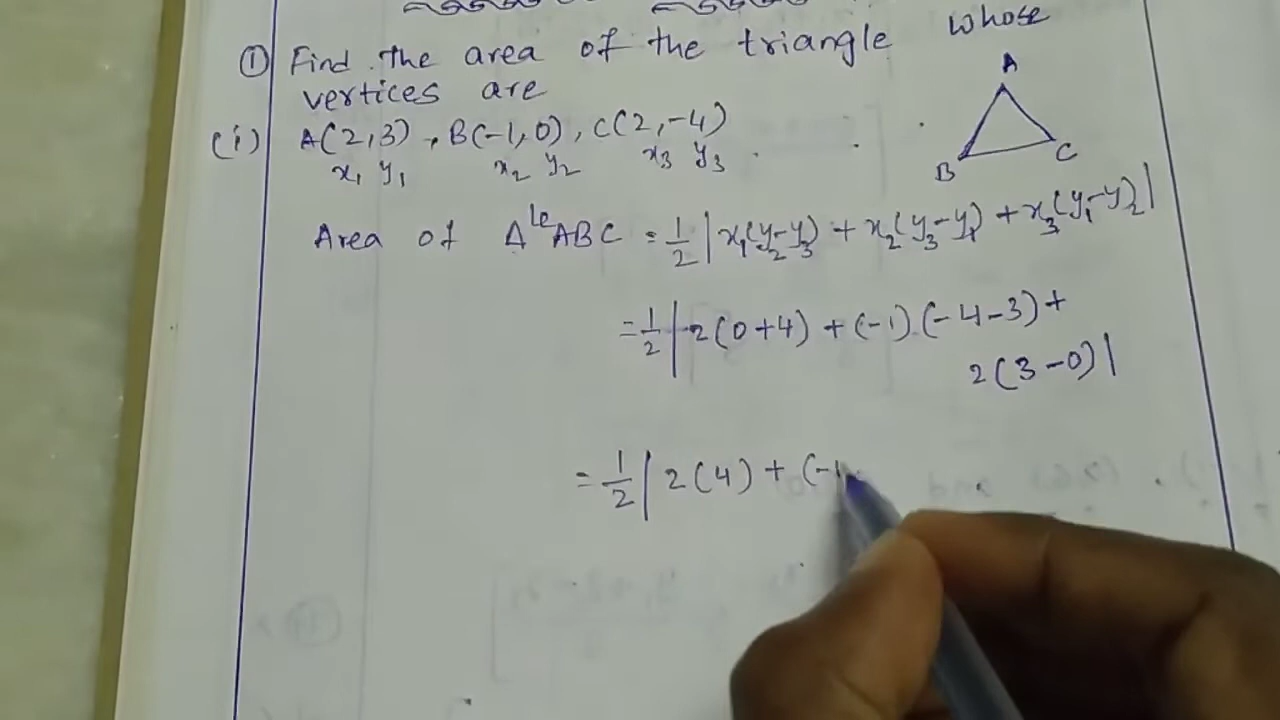 ① Find the area of the triangle whose
vertices are
(i) A(2,3), B(-1,0), C(2,-4)
x₁ y₁ x₂ y₂ x₃ y₃
A
B C
Area of Δˡᵉ ABC = 1/2 |x₁(y₂-y₃) + x₂(y₃-y₁) + x₃(y₁-y₂)|
= 1/2 | 2(0+4) + (-1)(-4-3) +
2(3-0)|
= 1/2 | 2(4) + (-1